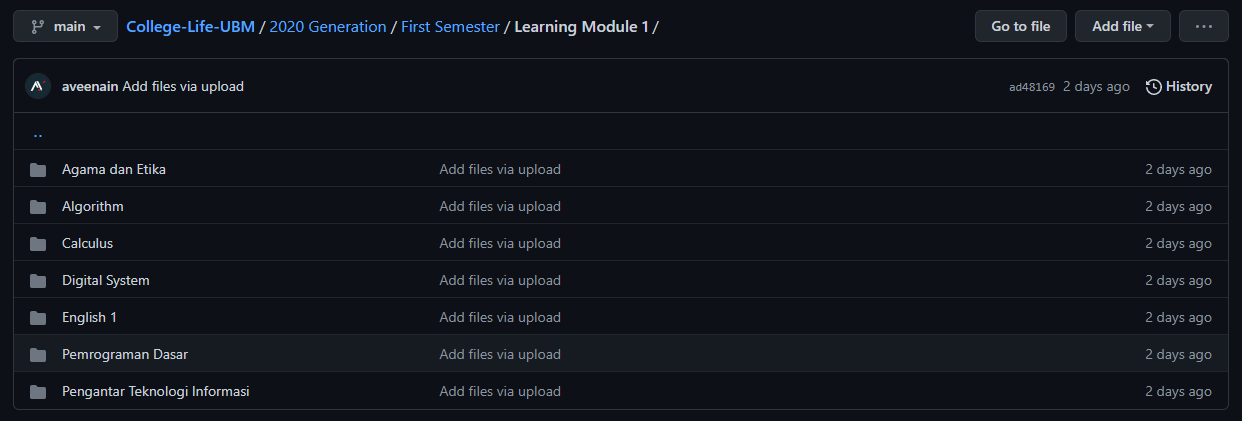 main College-Life-UBM / 2020 Generation / First Semester / Learning Module 1 / Go to file Add file ...
aveenain Add files via upload ad48169 2 days ago History
..
Agama dan Etika Add files via upload 2 days ago
Algorithm Add files via upload 2 days ago
Calculus Add files via upload 2 days ago
Digital System Add files via upload 2 days ago
English 1 Add files via upload 2 days ago
Pemrograman Dasar Add files via upload 2 days ago
Pengantar Teknologi Informasi Add files via upload 2 days ago